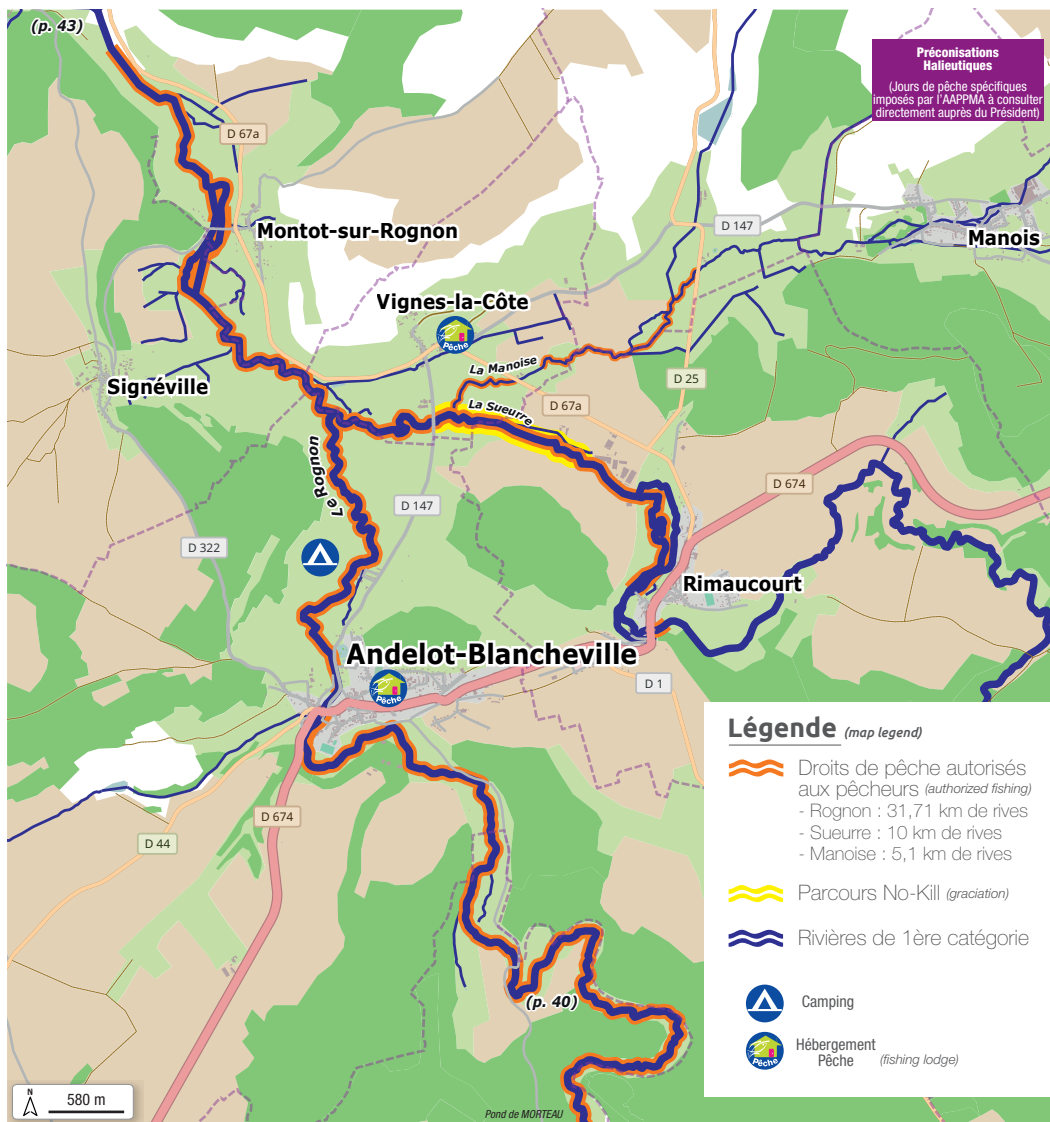 (p. 43)
Préconisations
Halieutiques
(Jours de pêche spécifiques
imposés par l'AAPPMA à consulter
directement auprès du Président)
D 67a
Montot-sur-Rognon
D 147
Manois
Vignes-la-Côte
Pêche
La Manoise
Signéville
D 25
La Sueurre
D 67a
Le Rognon
D 674
D 147
D 322
Rimaucourt
Andelot-Blancheville
Pêche
D 1
D 674
D 44
(p. 40)
Légende (map legend)
Droits de pêche autorisés
aux pêcheurs (authorized fishing)
- Rognon : 31,71 km de rives
- Sueurre : 10 km de rives
- Manoise : 5,1 km de rives
Parcours No-Kill (graciation)
Rivières de 1ère catégorie
Camping
Hébergement
Pêche (fishing lodge)
Pêche
N
580 m
Pond de MORTEAU